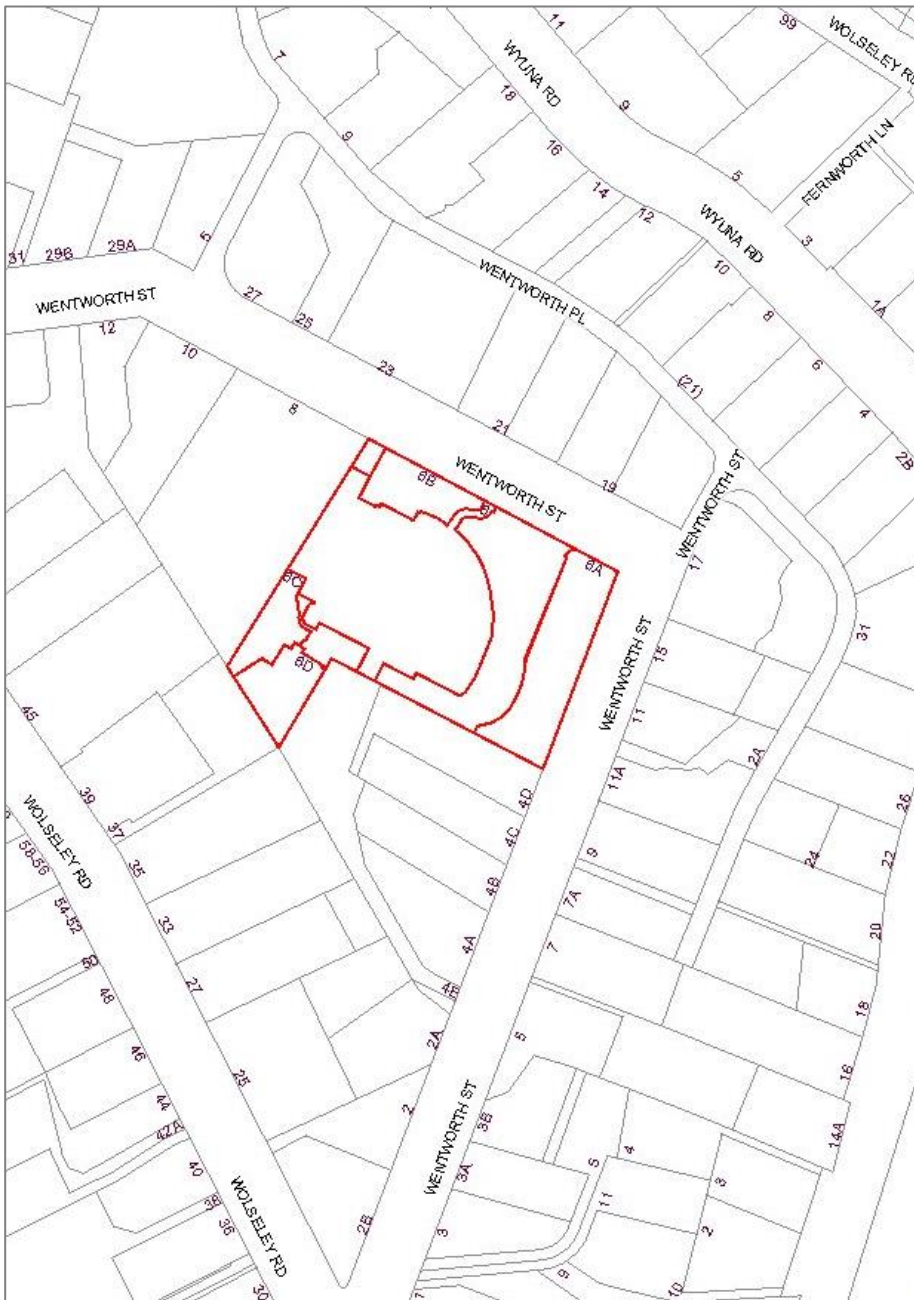 99
WOLSELEY RD
11
WYUNA RD
7
18
9
9
FERNWORTH LN
16
5
14
12
WYUNA RD
3
5
29A
29B
31
10
WENTWORTH PL
WENTWORTH ST
27
1A
8
25
12
10
23
6
(21)
8
4
21
2B
WENTWORTH ST
6B
19
WENTWORTH ST
6
17
6A
6C
31
WENTWORTH ST
15
6D
45
11
2A
11A
39
4D
26
37
4C
WOLSELEY RD
58-56
35
9
24
22
4B
54-52
33
7A
20
4A
7
50
48
27
4B
18
2A
5
46
16
25
44
2
WENTWORTH ST
3B
14A
42A
4
40
3A
5
3
38
11
36
WOLSELEY RD
2B
3
2
9
10
30
1